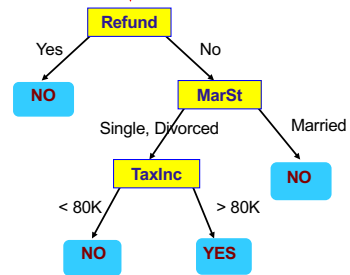 Refund
Yes
No
NO
MarSt
Single, Divorced
Married
TaxInc
NO
< 80K
> 80K
NO
YES